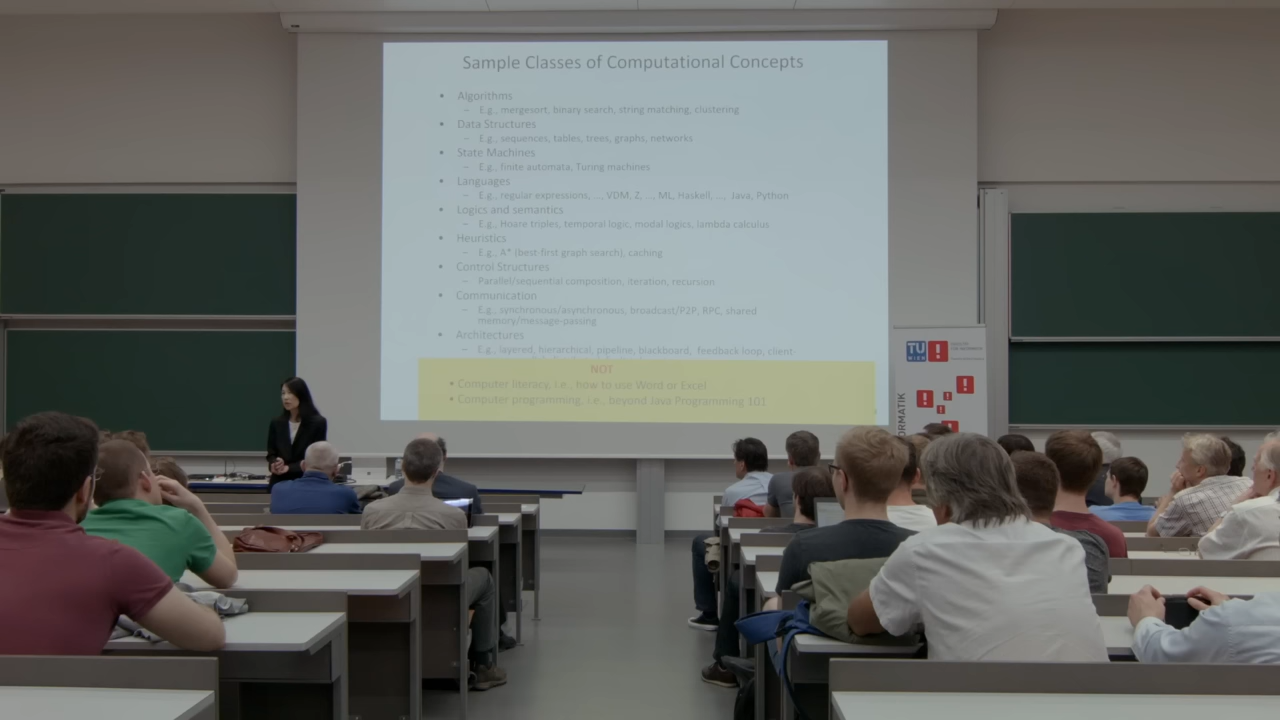 Sample Classes of Computational Concepts
• Algorithms
– E.g., mergesort, binary search, string matching, clustering
• Data Structures
– E.g., sequences, tables, trees, graphs, networks
• State Machines
– E.g., finite automata, Turing machines
• Languages
– E.g., regular expressions, …, VDM, Z, …, ML, Haskell, …, Java, Python
• Logics and semantics
– E.g., Hoare triples, temporal logic, modal logics, lambda calculus
• Heuristics
– E.g., A* (best-first graph search), caching
• Control Structures
– Parallel/sequential composition, iteration, recursion
• Communication
– E.g., synchronous/asynchronous, broadcast/P2P, RPC, shared
memory/message-passing
• Architectures
– E.g., layered, hierarchical, pipeline, blackboard, feedback loop, client
NOT
• Computer literacy, i.e., how to use Word or Excel
• Computer programming, i.e., beyond Java Programming 101
TU
WIEN
ORMATIK